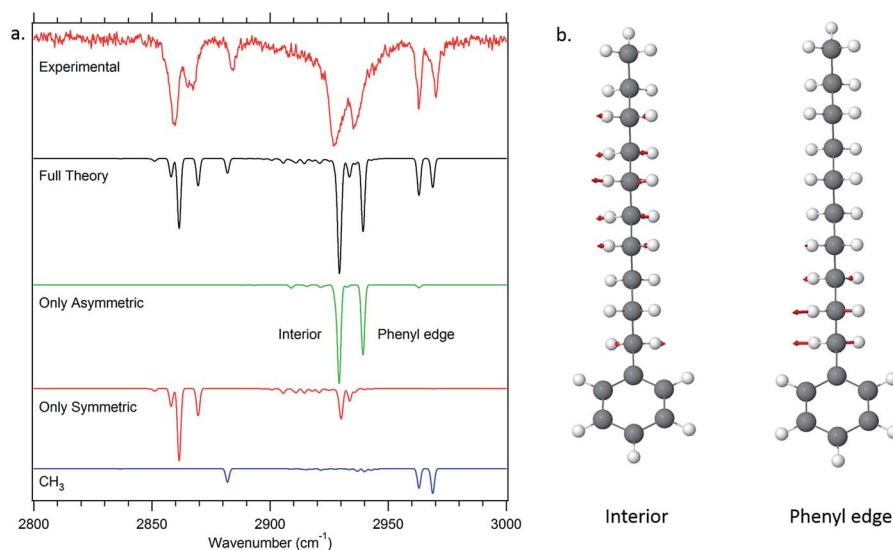 a.
Experimental
Full Theory
Only Asymmetric
Interior
Phenyl edge
Only Symmetric
CH3
2800
2850
2900
2950
3000
Wavenumber (cm-1)
b.
Interior
Phenyl edge